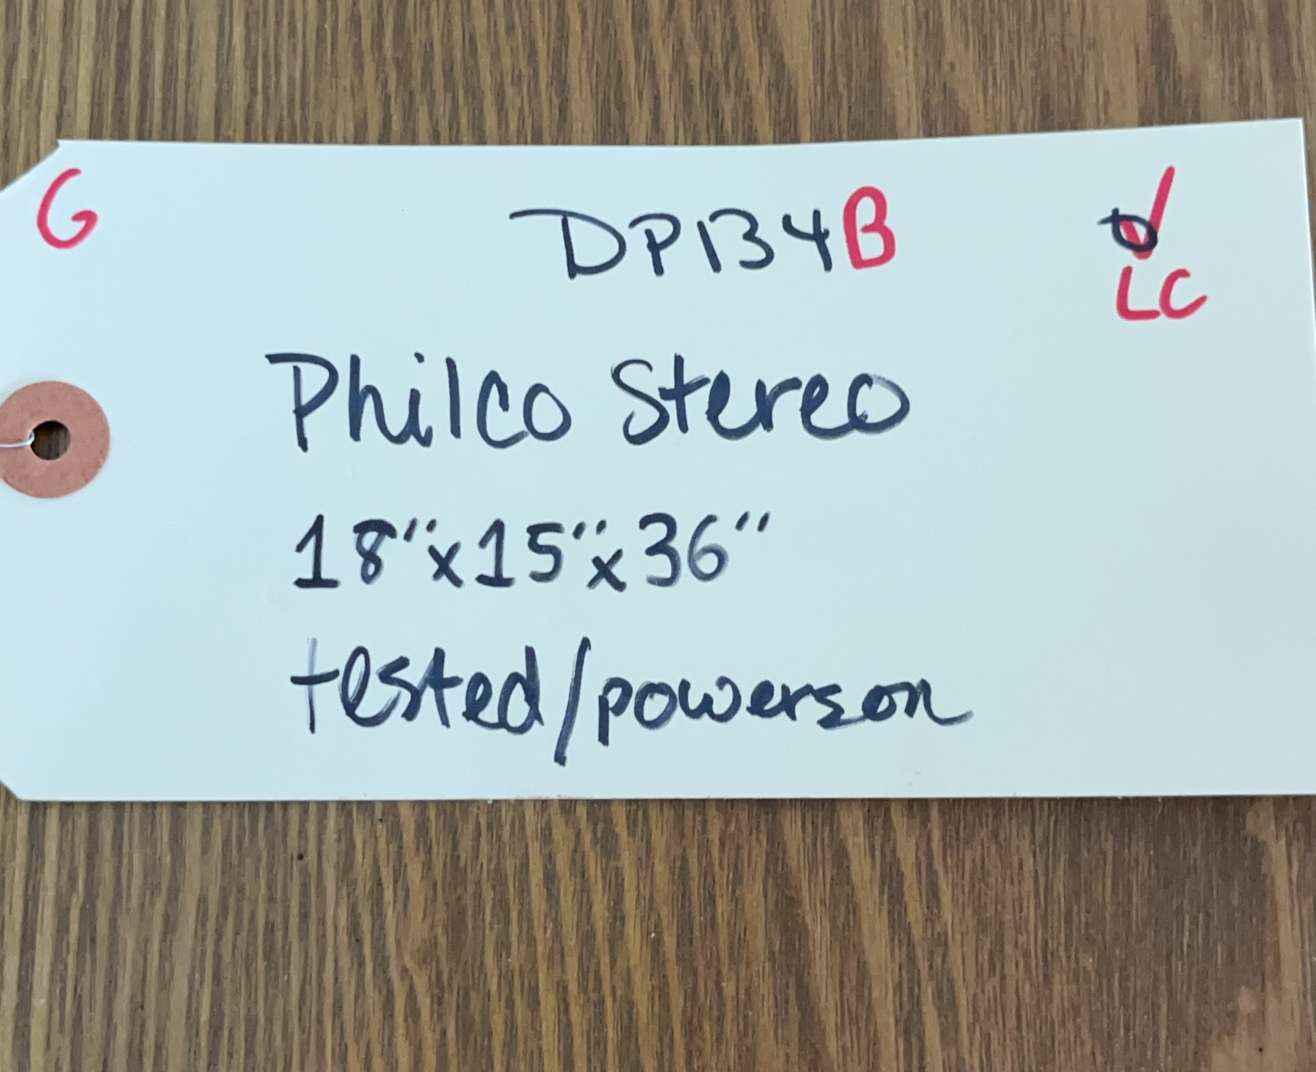 G DP134B ✓
LC
Philco Stereo
18"x15"x36"
tested/powerson